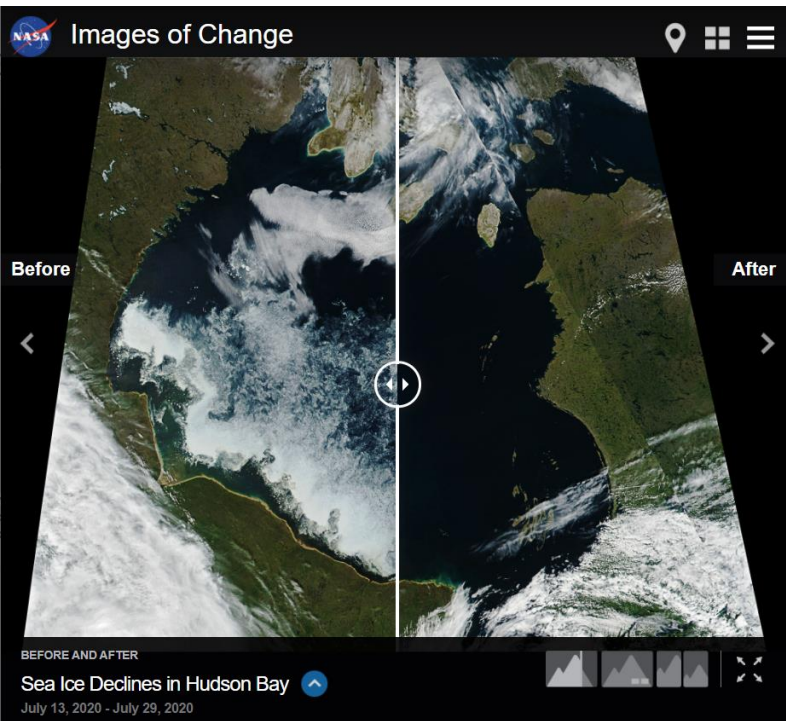 NASA
Images of Change
Before
After
BEFORE AND AFTER
Sea Ice Declines in Hudson Bay
July 13, 2020 - July 29, 2020